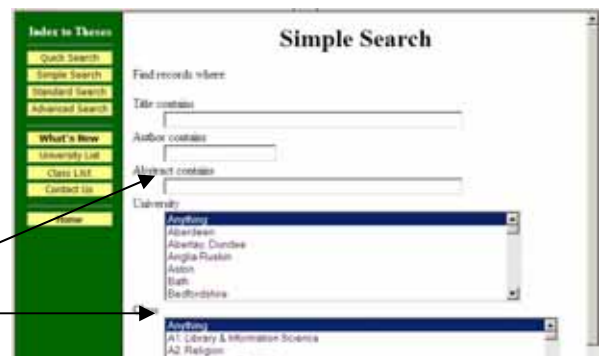 Index to Theses
Quick Search
Simple Search
Standard Search
Advanced Search
What's New
University List
Class List
Contact Us
Home
Simple Search
Find records where
Title contains
Author contains
Abstract contains
University
Anything
Aberdeen
Abertay, Dundee
Anglia Ruskin
Aston
Bath
Bedfordshire
Anything
A1: Library & Information Science
A2: Religion